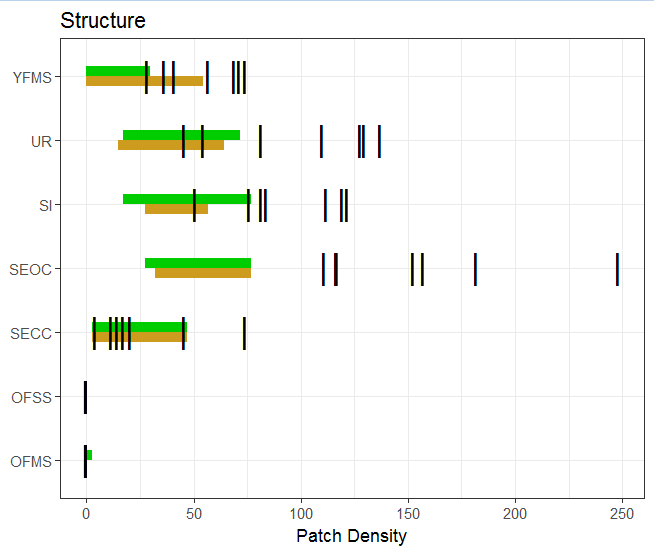 Structure
YFMS
UR
SI
SEOC
SECC
OFSS
OFMS
0 50 100 150 200 250
Patch Density